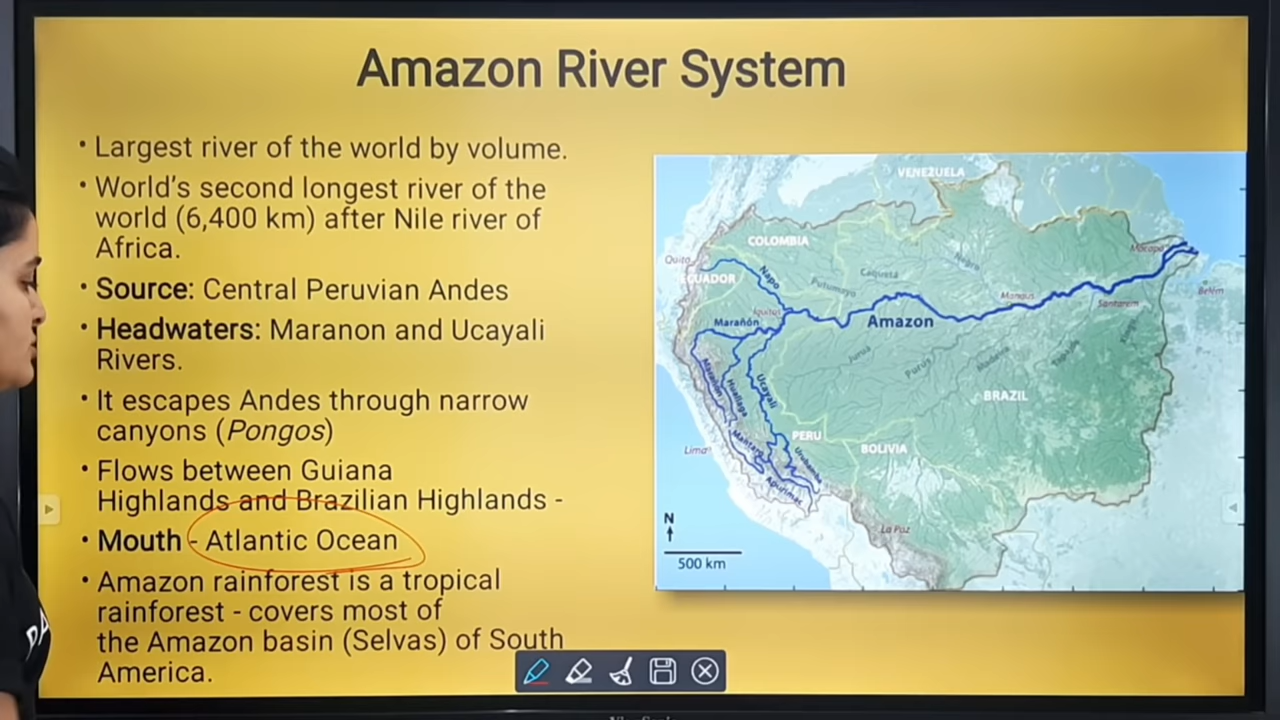 Amazon River System
• Largest river of the world by volume.
• World's second longest river of the
world (6,400 km) after Nile river of
Africa.
• Source: Central Peruvian Andes
• Headwaters: Maranon and Ucayali
Rivers.
• It escapes Andes through narrow
canyons (Pongos)
• Flows between Guiana
Highlands and Brazilian Highlands -
• Mouth - Atlantic Ocean
• Amazon rainforest is a tropical
rainforest - covers most of
the Amazon basin (Selvas) of South
America.
VENEZUELA
COLOMBIA
Macapá
Quito
ECUADOR
Napo
Caquetá
Negro
Putumayo
Belém
Manaus
Santarem
Iquitos
Marañón
Amazon
Xingu
Juruá
Purus
Madeira
Tapajós
Marañón
Huallaga
Ucayali
BRAZIL
Lima
Mantaro
PERU
Urubamba
BOLIVIA
Apurimac
La Paz
N
500 km